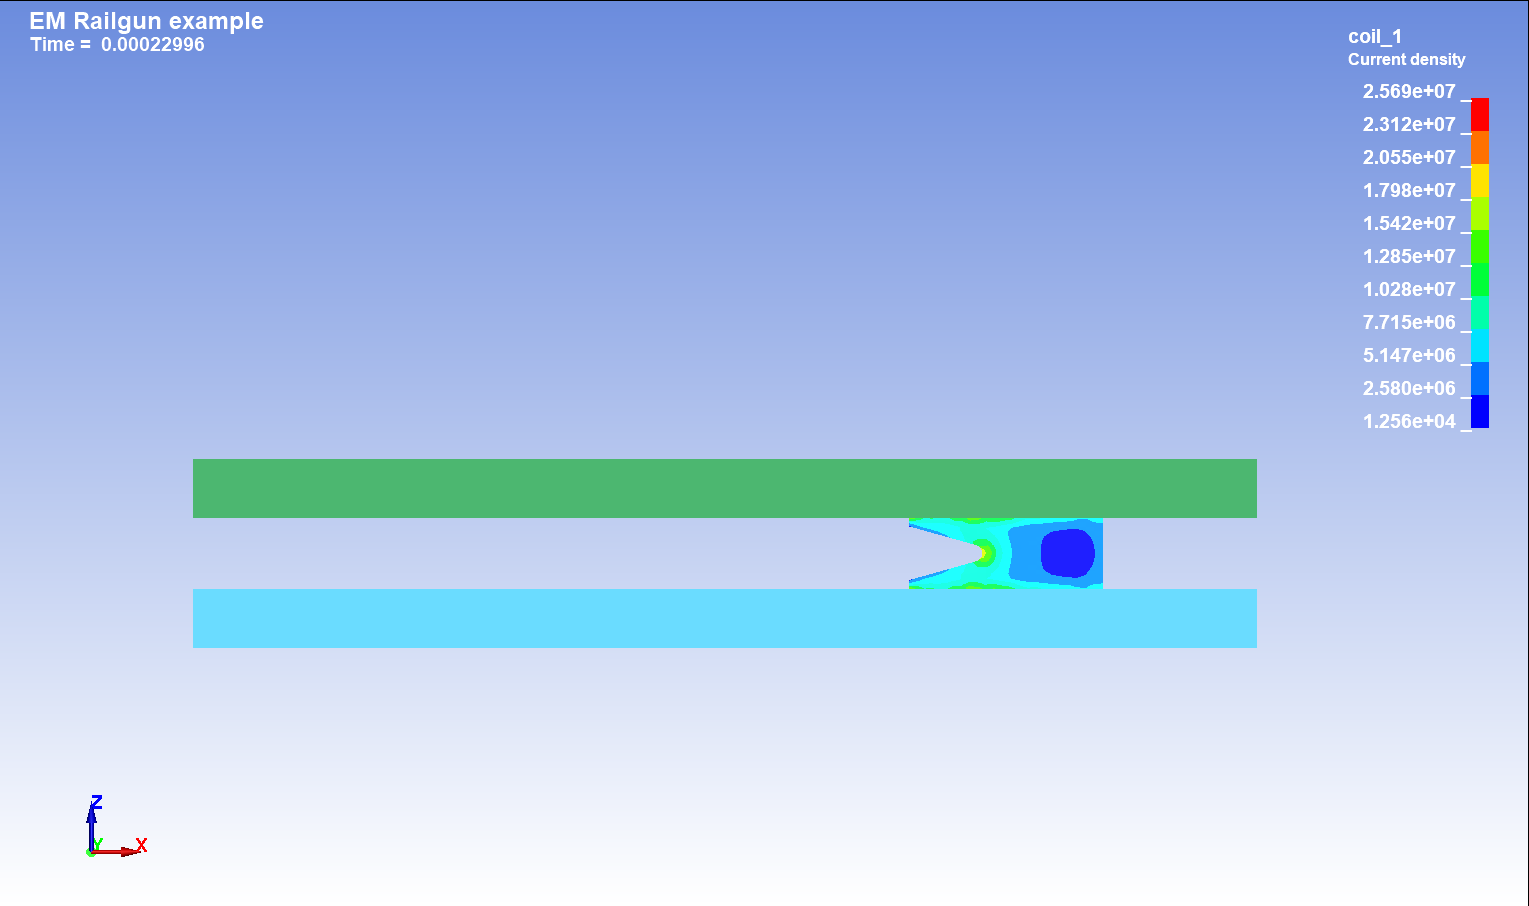 EM Railgun example
Time =  0.00022996
coil_1
Current density
2.569e+07
2.312e+07
2.055e+07
1.798e+07
1.542e+07
1.285e+07
1.028e+07
7.715e+06
5.147e+06
2.580e+06
1.256e+04
Z
Y
X